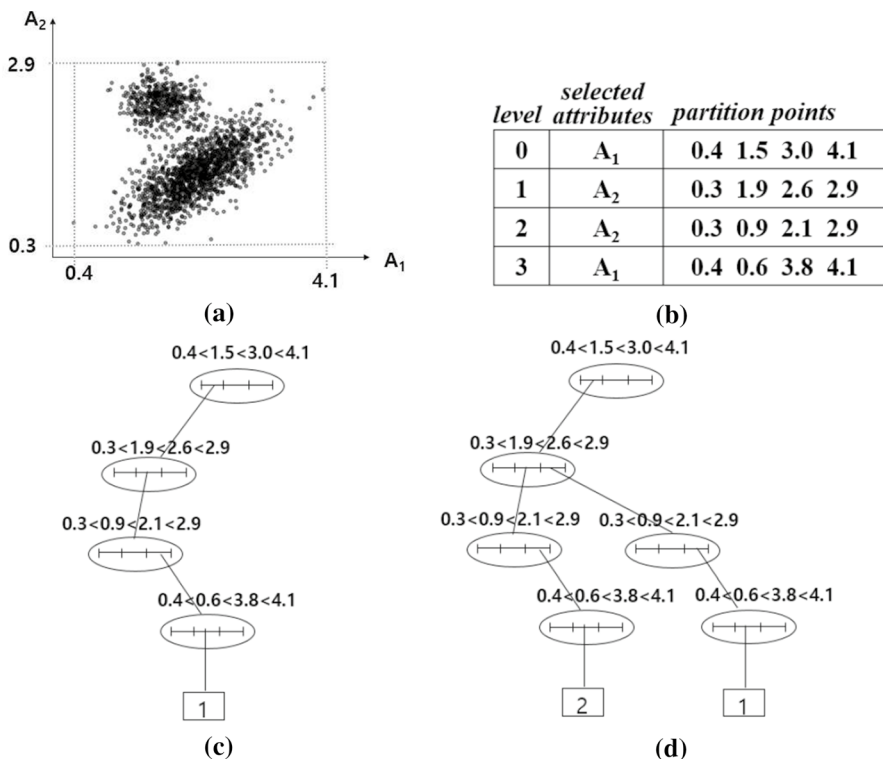 A2
2.9
0.3
0.4
4.1
A1
(a)
level selected attributes partition points
0 A1 0.4 1.5 3.0 4.1
1 A2 0.3 1.9 2.6 2.9
2 A2 0.3 0.9 2.1 2.9
3 A1 0.4 0.6 3.8 4.1
(b)
0.4<1.5<3.0<4.1
0.3<1.9<2.6<2.9
0.3<0.9<2.1<2.9
0.4<0.6<3.8<4.1
1
(c)
0.4<1.5<3.0<4.1
0.3<1.9<2.6<2.9
0.3<0.9<2.1<2.9 0.3<0.9<2.1<2.9
0.4<0.6<3.8<4.1 0.4<0.6<3.8<4.1
2 1
(d)